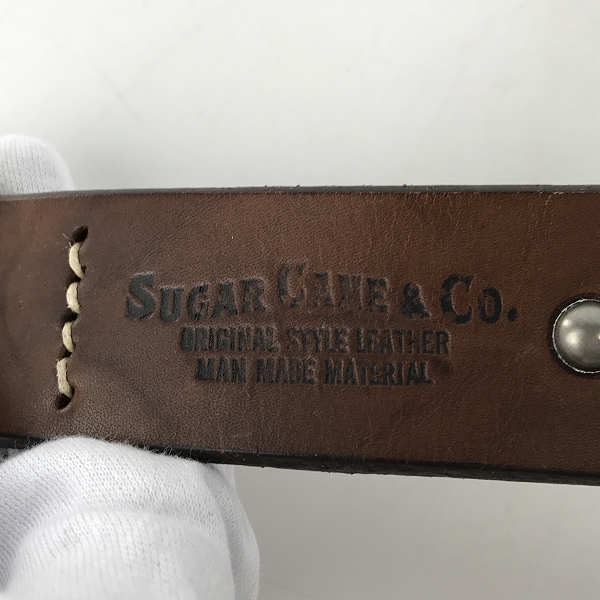 SUGAR CANE & CO.
ORIGINAL STYLE LEATHER
MAN MADE MATERIAL